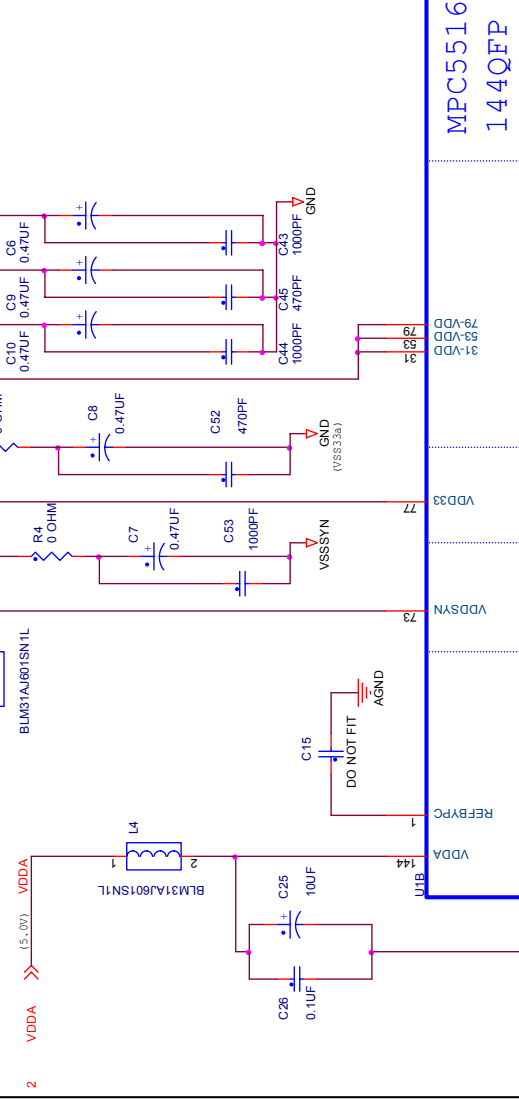 MPC5516
144QFP
C6
0.47UF
C9
0.47UF
C10
0.47UF
C43
1000PF
C45
470PF
C44
1000PF
GND
79
79-VDD
53
53-VDD
31
31-VDD
C8
0.47UF
C52
470PF
GND
(VSS33a)
77
VDD33
R4
0 OHM
C7
0.47UF
C53
1000PF
VSSSYN
73
VDDSYN
BLM31AJ601SN1L
C15
DO NOT FIT
AGND
1
REFBYPC
144
VDDA
U1B
L4
1
2
BLM31AJ601SN1L
C25
10UF
C26
0.1UF
VDDA
(5.0V)
2
VDDA